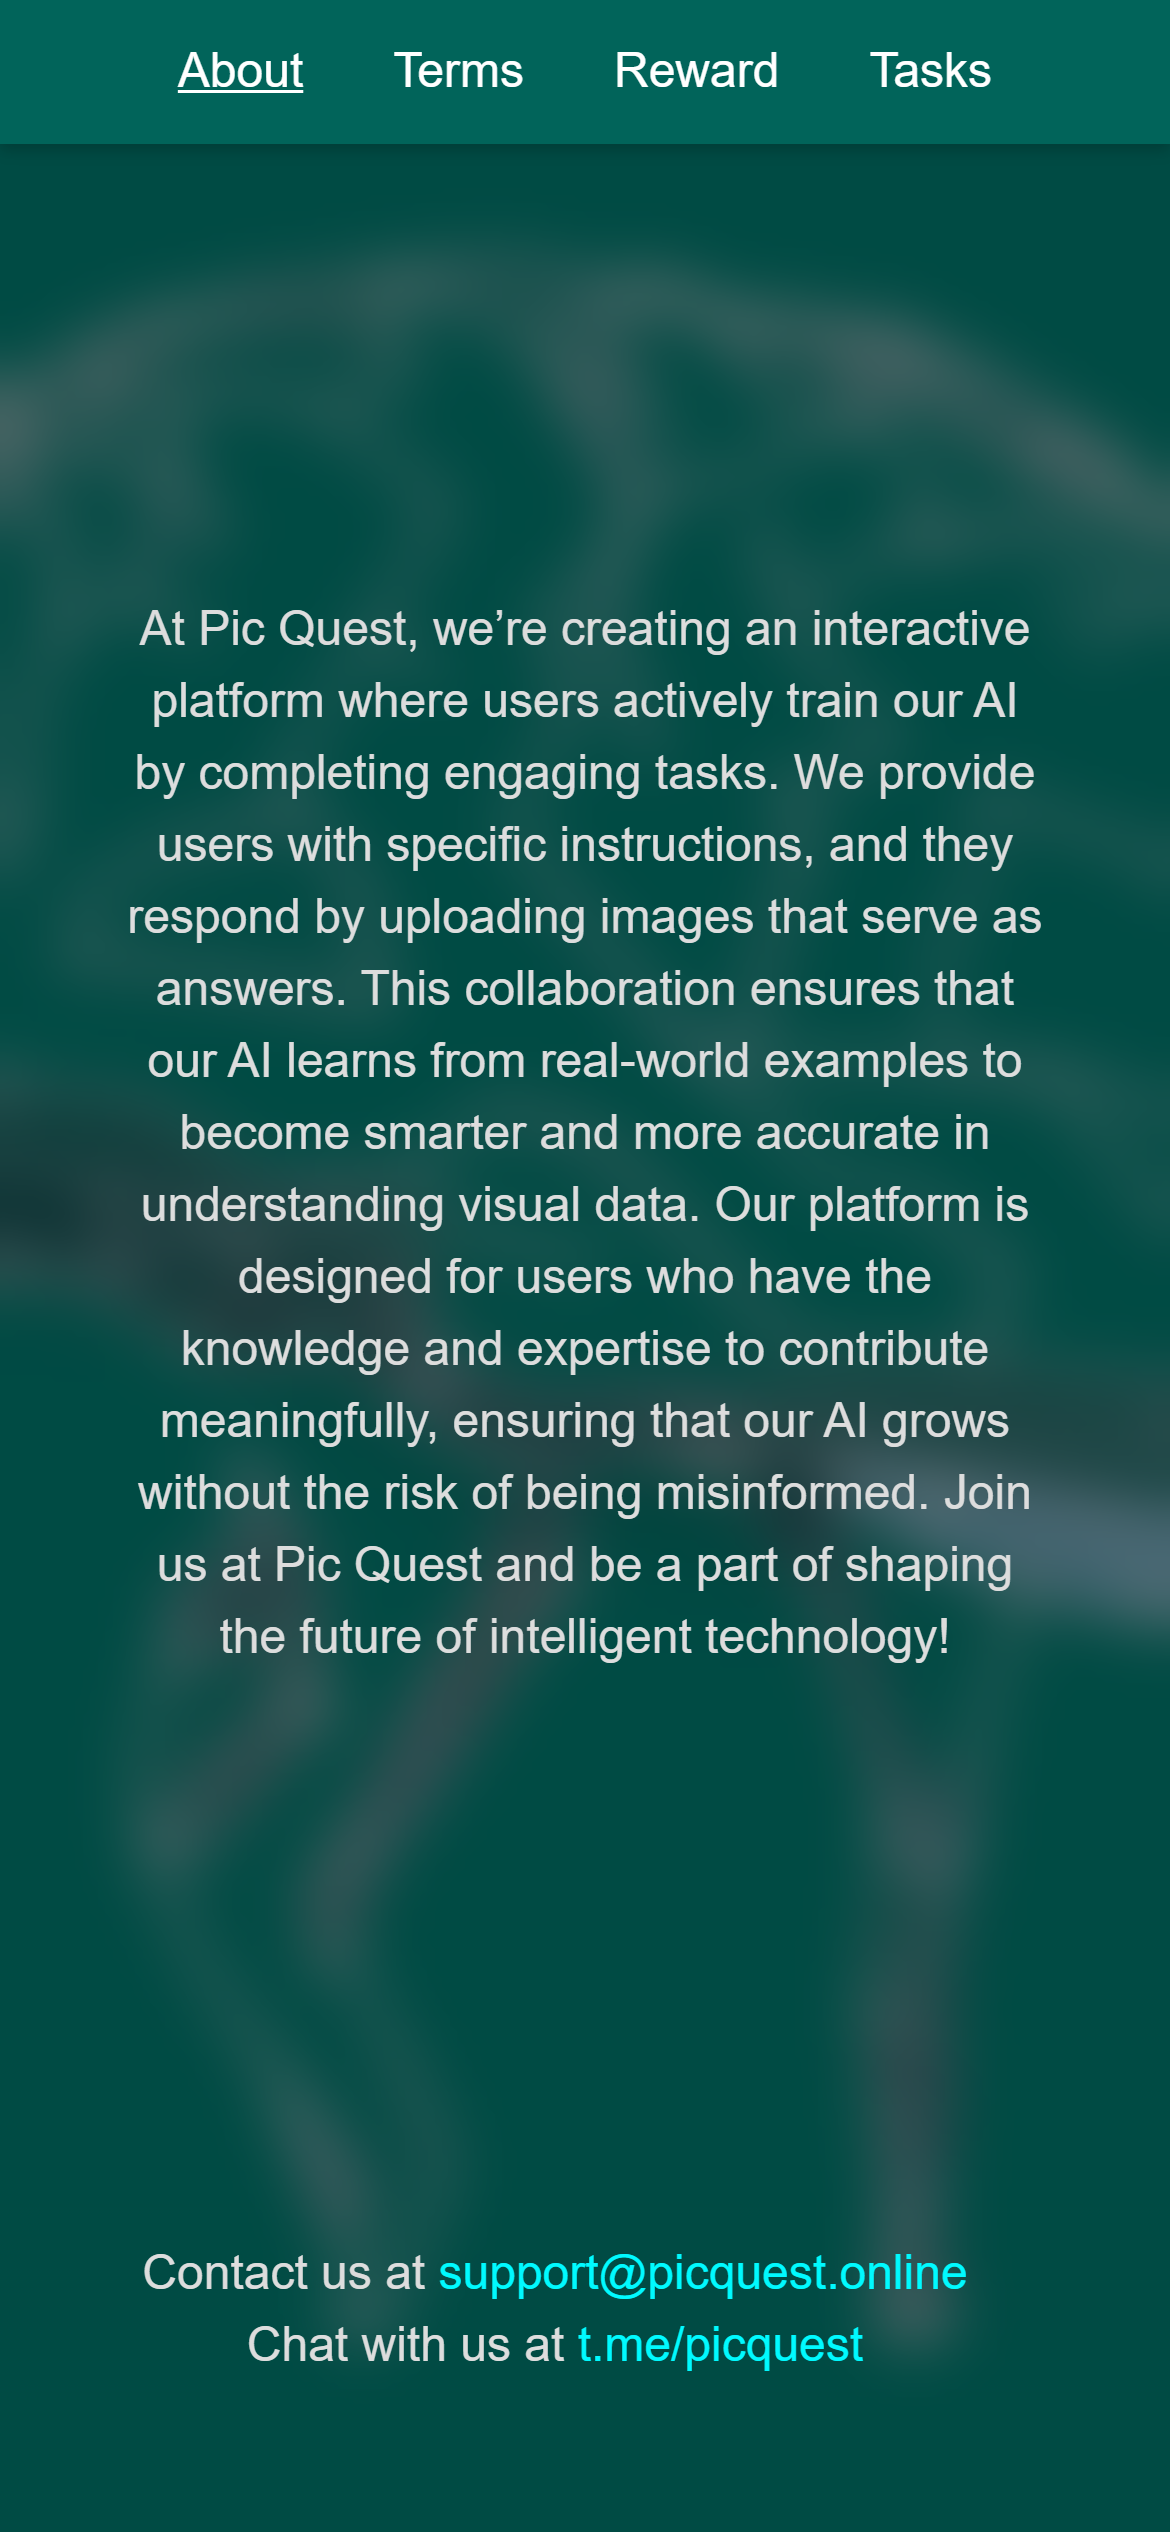 About Terms Reward Tasks
At Pic Quest, we’re creating an interactive
platform where users actively train our AI
by completing engaging tasks. We provide
users with specific instructions, and they
respond by uploading images that serve as
answers. This collaboration ensures that
our AI learns from real-world examples to
become smarter and more accurate in
understanding visual data. Our platform is
designed for users who have the
knowledge and expertise to contribute
meaningfully, ensuring that our AI grows
without the risk of being misinformed. Join
us at Pic Quest and be a part of shaping
the future of intelligent technology!
Contact us at support@picquest.online
Chat with us at t.me/picquest